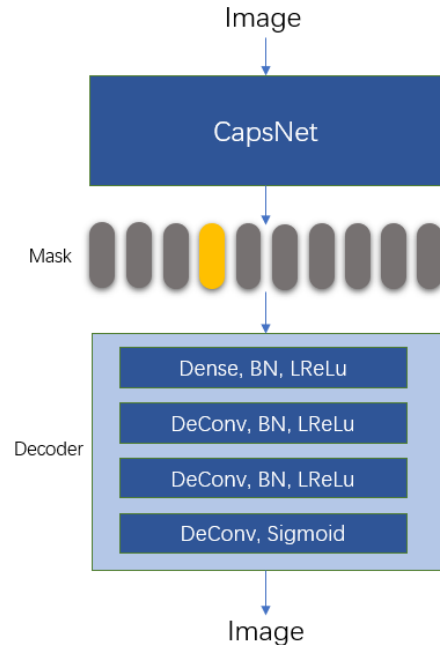 Image
CapsNet
Mask
Dense, BN, LReLu
DeConv, BN, LReLu
Decoder
DeConv, BN, LReLu
DeConv, Sigmoid
Image